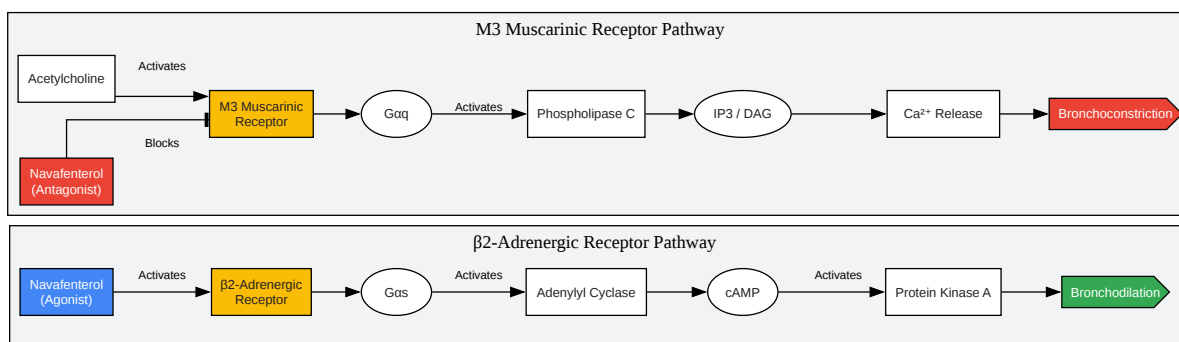 M3 Muscarinic Receptor Pathway
Acetylcholine
Activates
M3 Muscarinic
Receptor
Gαq
Activates
Phospholipase C
IP3 / DAG
Ca²⁺ Release
Bronchoconstriction
Blocks
Navafenterol
(Antagonist)
β2-Adrenergic Receptor Pathway
Navafenterol
(Agonist)
Activates
β2-Adrenergic
Receptor
Gαs
Activates
Adenylyl Cyclase
cAMP
Activates
Protein Kinase A
Bronchodilation